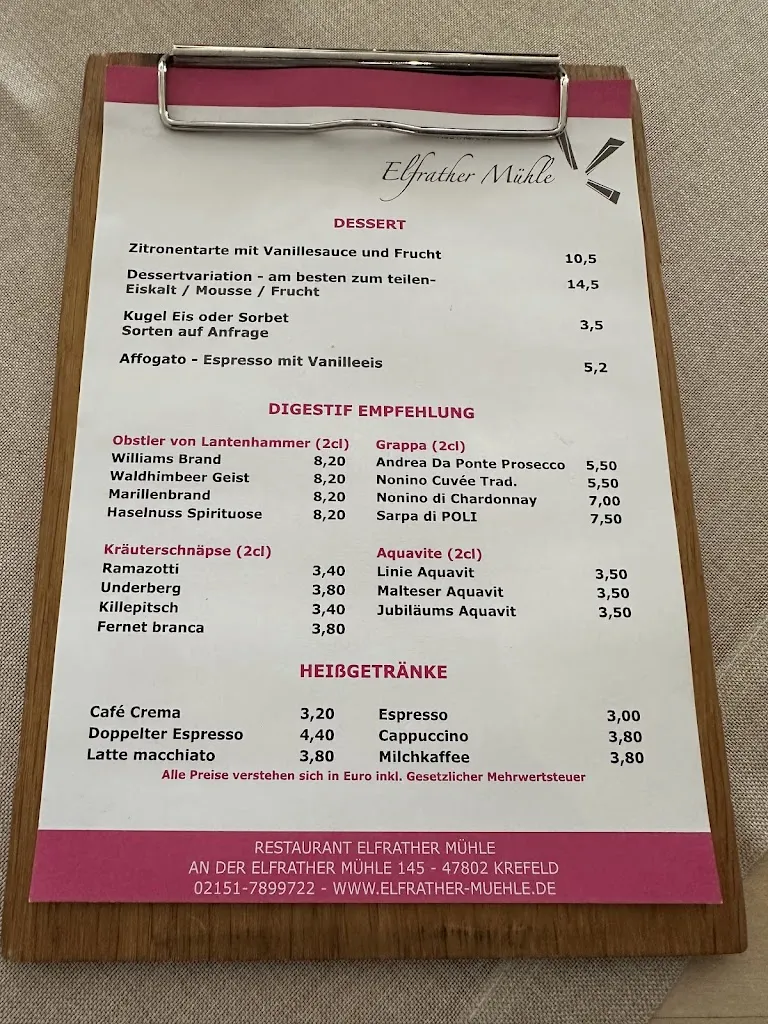 Elfrather Mühle
DESSERT
Zitronentarte mit Vanillesauce und Frucht 10,5
Dessertvariation - am besten zum teilen- 14,5
Eiskalt / Mousse / Frucht
Kugel Eis oder Sorbet 3,5
Sorten auf Anfrage
Affogato - Espresso mit Vanilleeis 5,2
DIGESTIF EMPFEHLUNG
Obstler von Lantenhammer (2cl)
Williams Brand 8,20
Waldhimbeer Geist 8,20
Marillenbrand 8,20
Haselnuss Spirituose 8,20
Grappa (2cl)
Andrea Da Ponte Prosecco 5,50
Nonino Cuvée Trad. 5,50
Nonino di Chardonnay 7,00
Sarpa di POLI 7,50
Kräuterschnäpse (2cl)
Ramazotti 3,40
Underberg 3,80
Killepitsch 3,40
Fernet branca 3,80
Aquavite (2cl)
Linie Aquavit 3,50
Malteser Aquavit 3,50
Jubiläums Aquavit 3,50
HEIßGETRÄNKE
Café Crema 3,20
Doppelter Espresso 4,40
Latte macchiato 3,80
Espresso 3,00
Cappuccino 3,80
Milchkaffee 3,80
Alle Preise verstehen sich in Euro inkl. Gesetzlicher Mehrwertsteuer
RESTAURANT ELFRATHER MÜHLE
AN DER ELFRATHER MÜHLE 145 - 47802 KREFELD
02151-7899722 - WWW.ELFRATHER-MUEHLE.DE